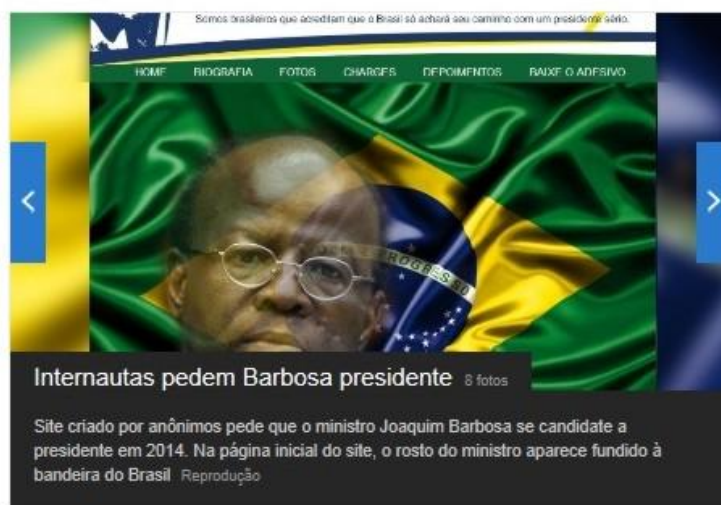 Somos brasileiros que acreditam que o Brasil só achará seu caminho com um presidente sério.
HOME BIOGRAFIA FOTOS CHARGES DEPOIMENTOS BAIXE O ADESIVO
PROGRESSO
Internautas pedem Barbosa presidente 8 fotos
Site criado por anônimos pede que o ministro Joaquim Barbosa se candidate a
presidente em 2014. Na página inicial do site, o rosto do ministro aparece fundido à
bandeira do Brasil Reprodução